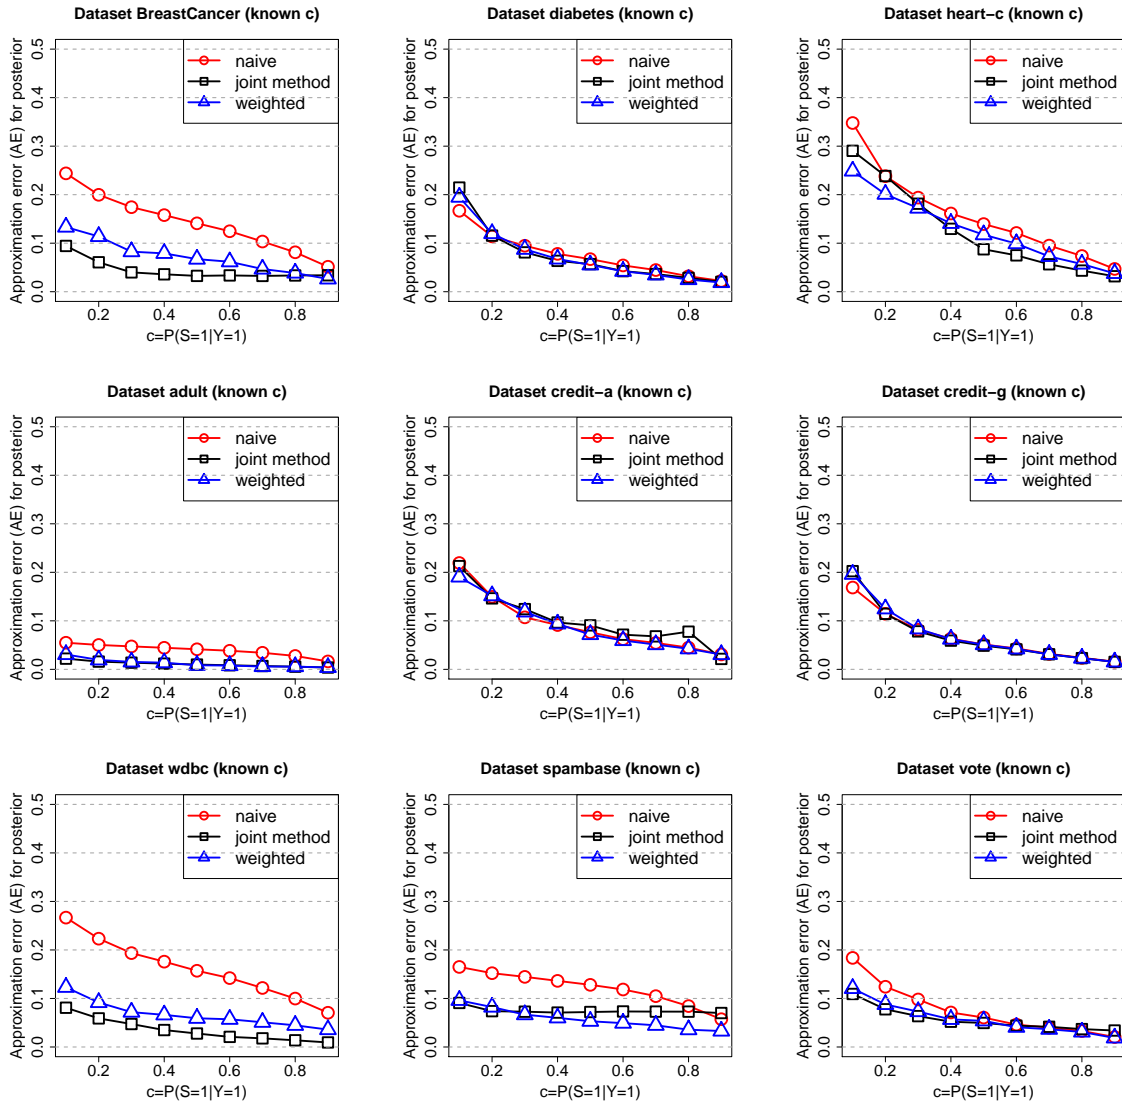 Dataset BreastCancer (known c)
Approximation error (AE) for posterior
0.0 0.1 0.2 0.3 0.4 0.5
naive
joint method
weighted
0.2 0.4 0.6 0.8
c=P(S=1|Y=1)
Dataset diabetes (known c)
Approximation error (AE) for posterior
0.0 0.1 0.2 0.3 0.4 0.5
naive
joint method
weighted
0.2 0.4 0.6 0.8
c=P(S=1|Y=1)
Dataset heart−c (known c)
Approximation error (AE) for posterior
0.0 0.1 0.2 0.3 0.4 0.5
naive
joint method
weighted
0.2 0.4 0.6 0.8
c=P(S=1|Y=1)
Dataset adult (known c)
Approximation error (AE) for posterior
0.0 0.1 0.2 0.3 0.4 0.5
naive
joint method
weighted
0.2 0.4 0.6 0.8
c=P(S=1|Y=1)
Dataset credit−a (known c)
Approximation error (AE) for posterior
0.0 0.1 0.2 0.3 0.4 0.5
naive
joint method
weighted
0.2 0.4 0.6 0.8
c=P(S=1|Y=1)
Dataset credit−g (known c)
Approximation error (AE) for posterior
0.0 0.1 0.2 0.3 0.4 0.5
naive
joint method
weighted
0.2 0.4 0.6 0.8
c=P(S=1|Y=1)
Dataset wdbc (known c)
Approximation error (AE) for posterior
0.0 0.1 0.2 0.3 0.4 0.5
naive
joint method
weighted
0.2 0.4 0.6 0.8
c=P(S=1|Y=1)
Dataset spambase (known c)
Approximation error (AE) for posterior
0.0 0.1 0.2 0.3 0.4 0.5
naive
joint method
weighted
0.2 0.4 0.6 0.8
c=P(S=1|Y=1)
Dataset vote (known c)
Approximation error (AE) for posterior
0.0 0.1 0.2 0.3 0.4 0.5
naive
joint method
weighted
0.2 0.4 0.6 0.8
c=P(S=1|Y=1)